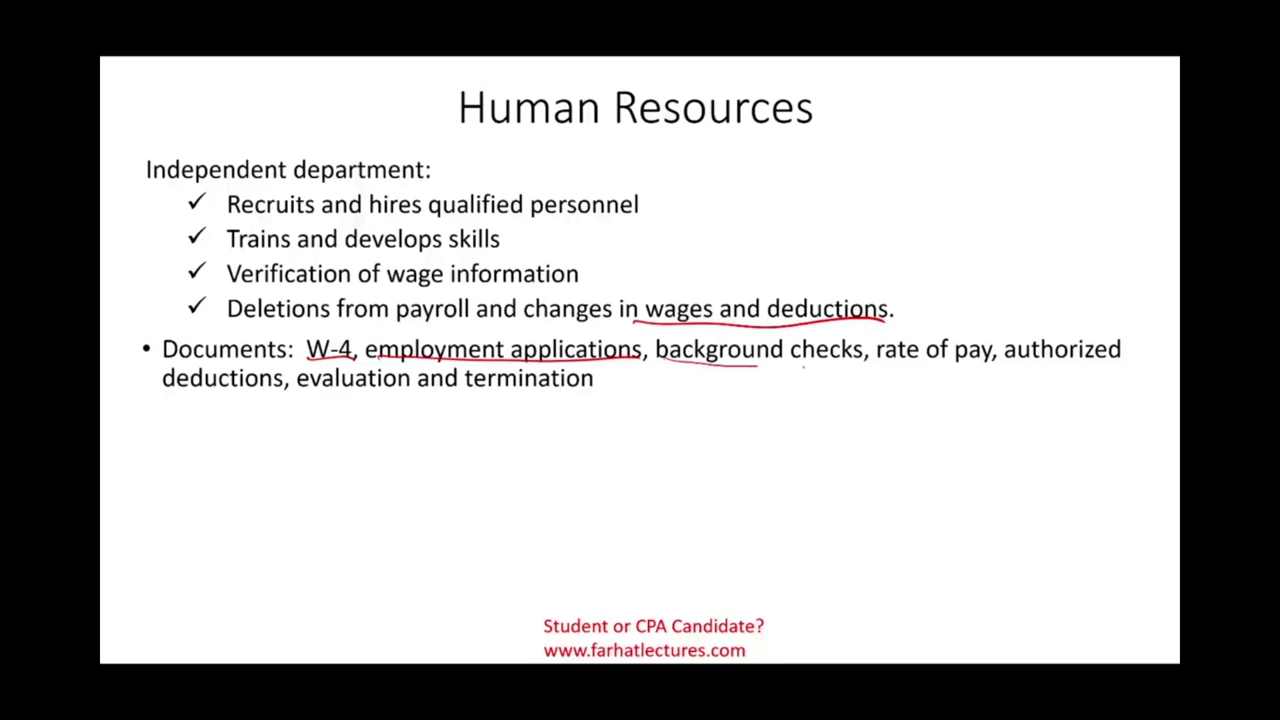 Human Resources
Independent department:
✓ Recruits and hires qualified personnel
✓ Trains and develops skills
✓ Verification of wage information
✓ Deletions from payroll and changes in wages and deductions.
• Documents: W-4, employment applications, background checks, rate of pay, authorized
deductions, evaluation and termination
Student or CPA Candidate?
www.farhatlectures.com